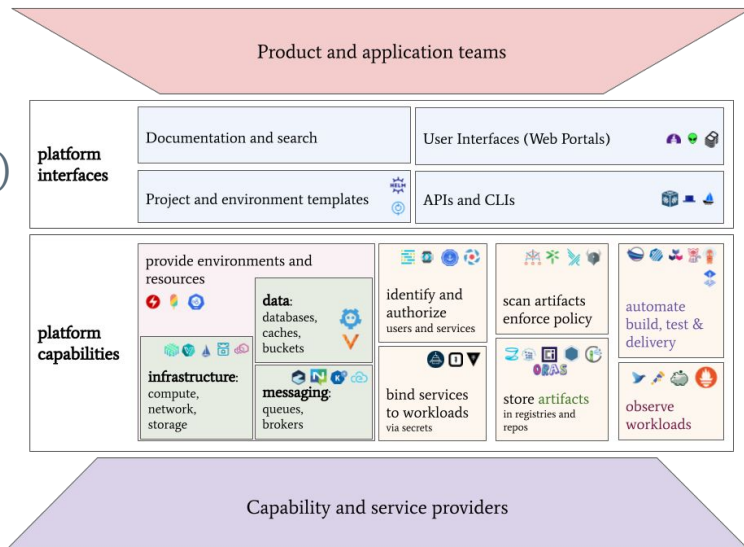 Product and application teams
platform
interfaces
Documentation and search
User Interfaces (Web Portals)
Project and environment templates
HELM
APIs and CLIs
platform
capabilities
provide environments and
resources
data:
databases,
caches,
buckets
infrastructure:
compute,
network,
storage
messaging:
queues,
brokers
identify and
authorize
users and services
bind services
to workloads
via secrets
scan artifacts
enforce policy
ORAS
store artifacts
in registries and
repos
automate
build, test &
delivery
observe
workloads
Capability and service providers